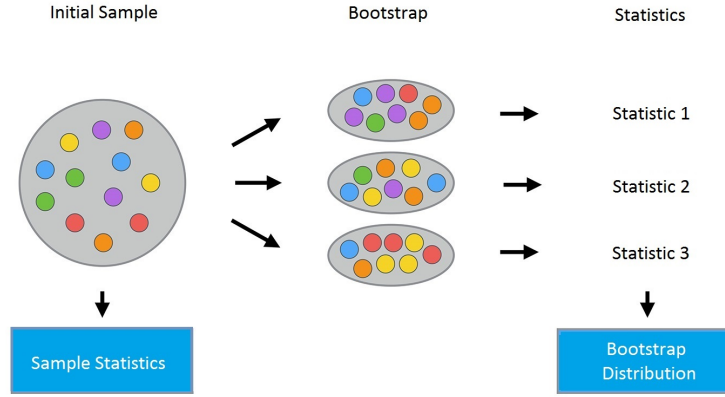 Initial Sample
Bootstrap
Statistics
Statistic 1
Statistic 2
Statistic 3
Sample Statistics
Bootstrap
Distribution